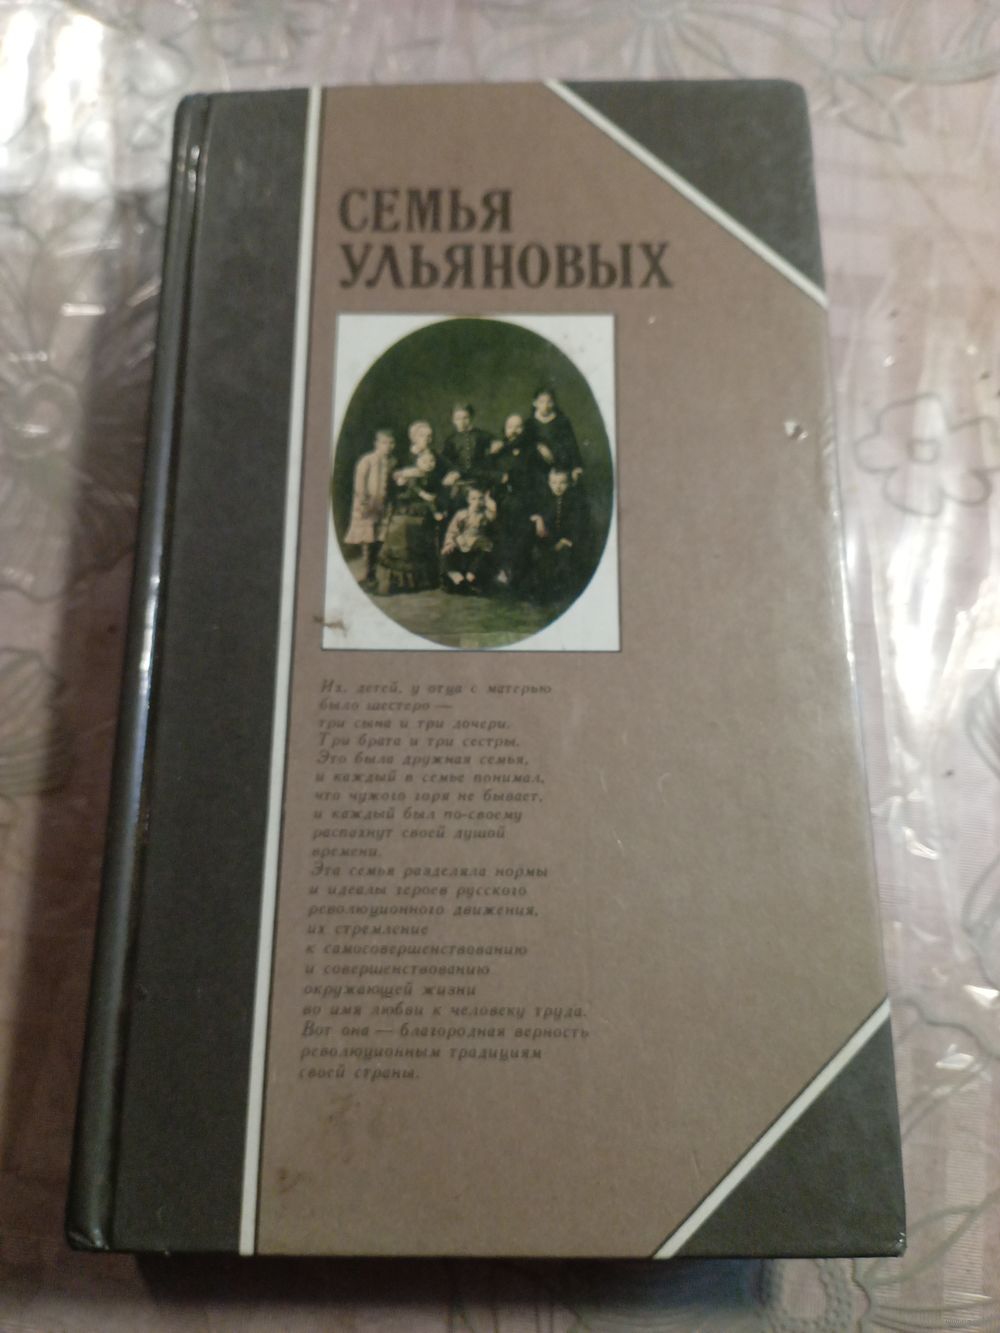 СЕМЬЯ
УЛЬЯНОВЫХ
Их, детей, у отца с матерью
было шестеро —
три сына и три дочери.
Три брата и три сестры.
Это была дружная семья,
и каждый в семье понимал,
что чужого горя не бывает,
и каждый был по-своему
распахнут своей душой
времени.
Эта семья разделяла нормы
и идеалы героев русского
революционного движения,
их стремление
к самосовершенствованию
и совершенствованию
окружающей жизни
во имя любви к человеку труда.
Вот она — благородная верность
революционным традициям
своей страны.